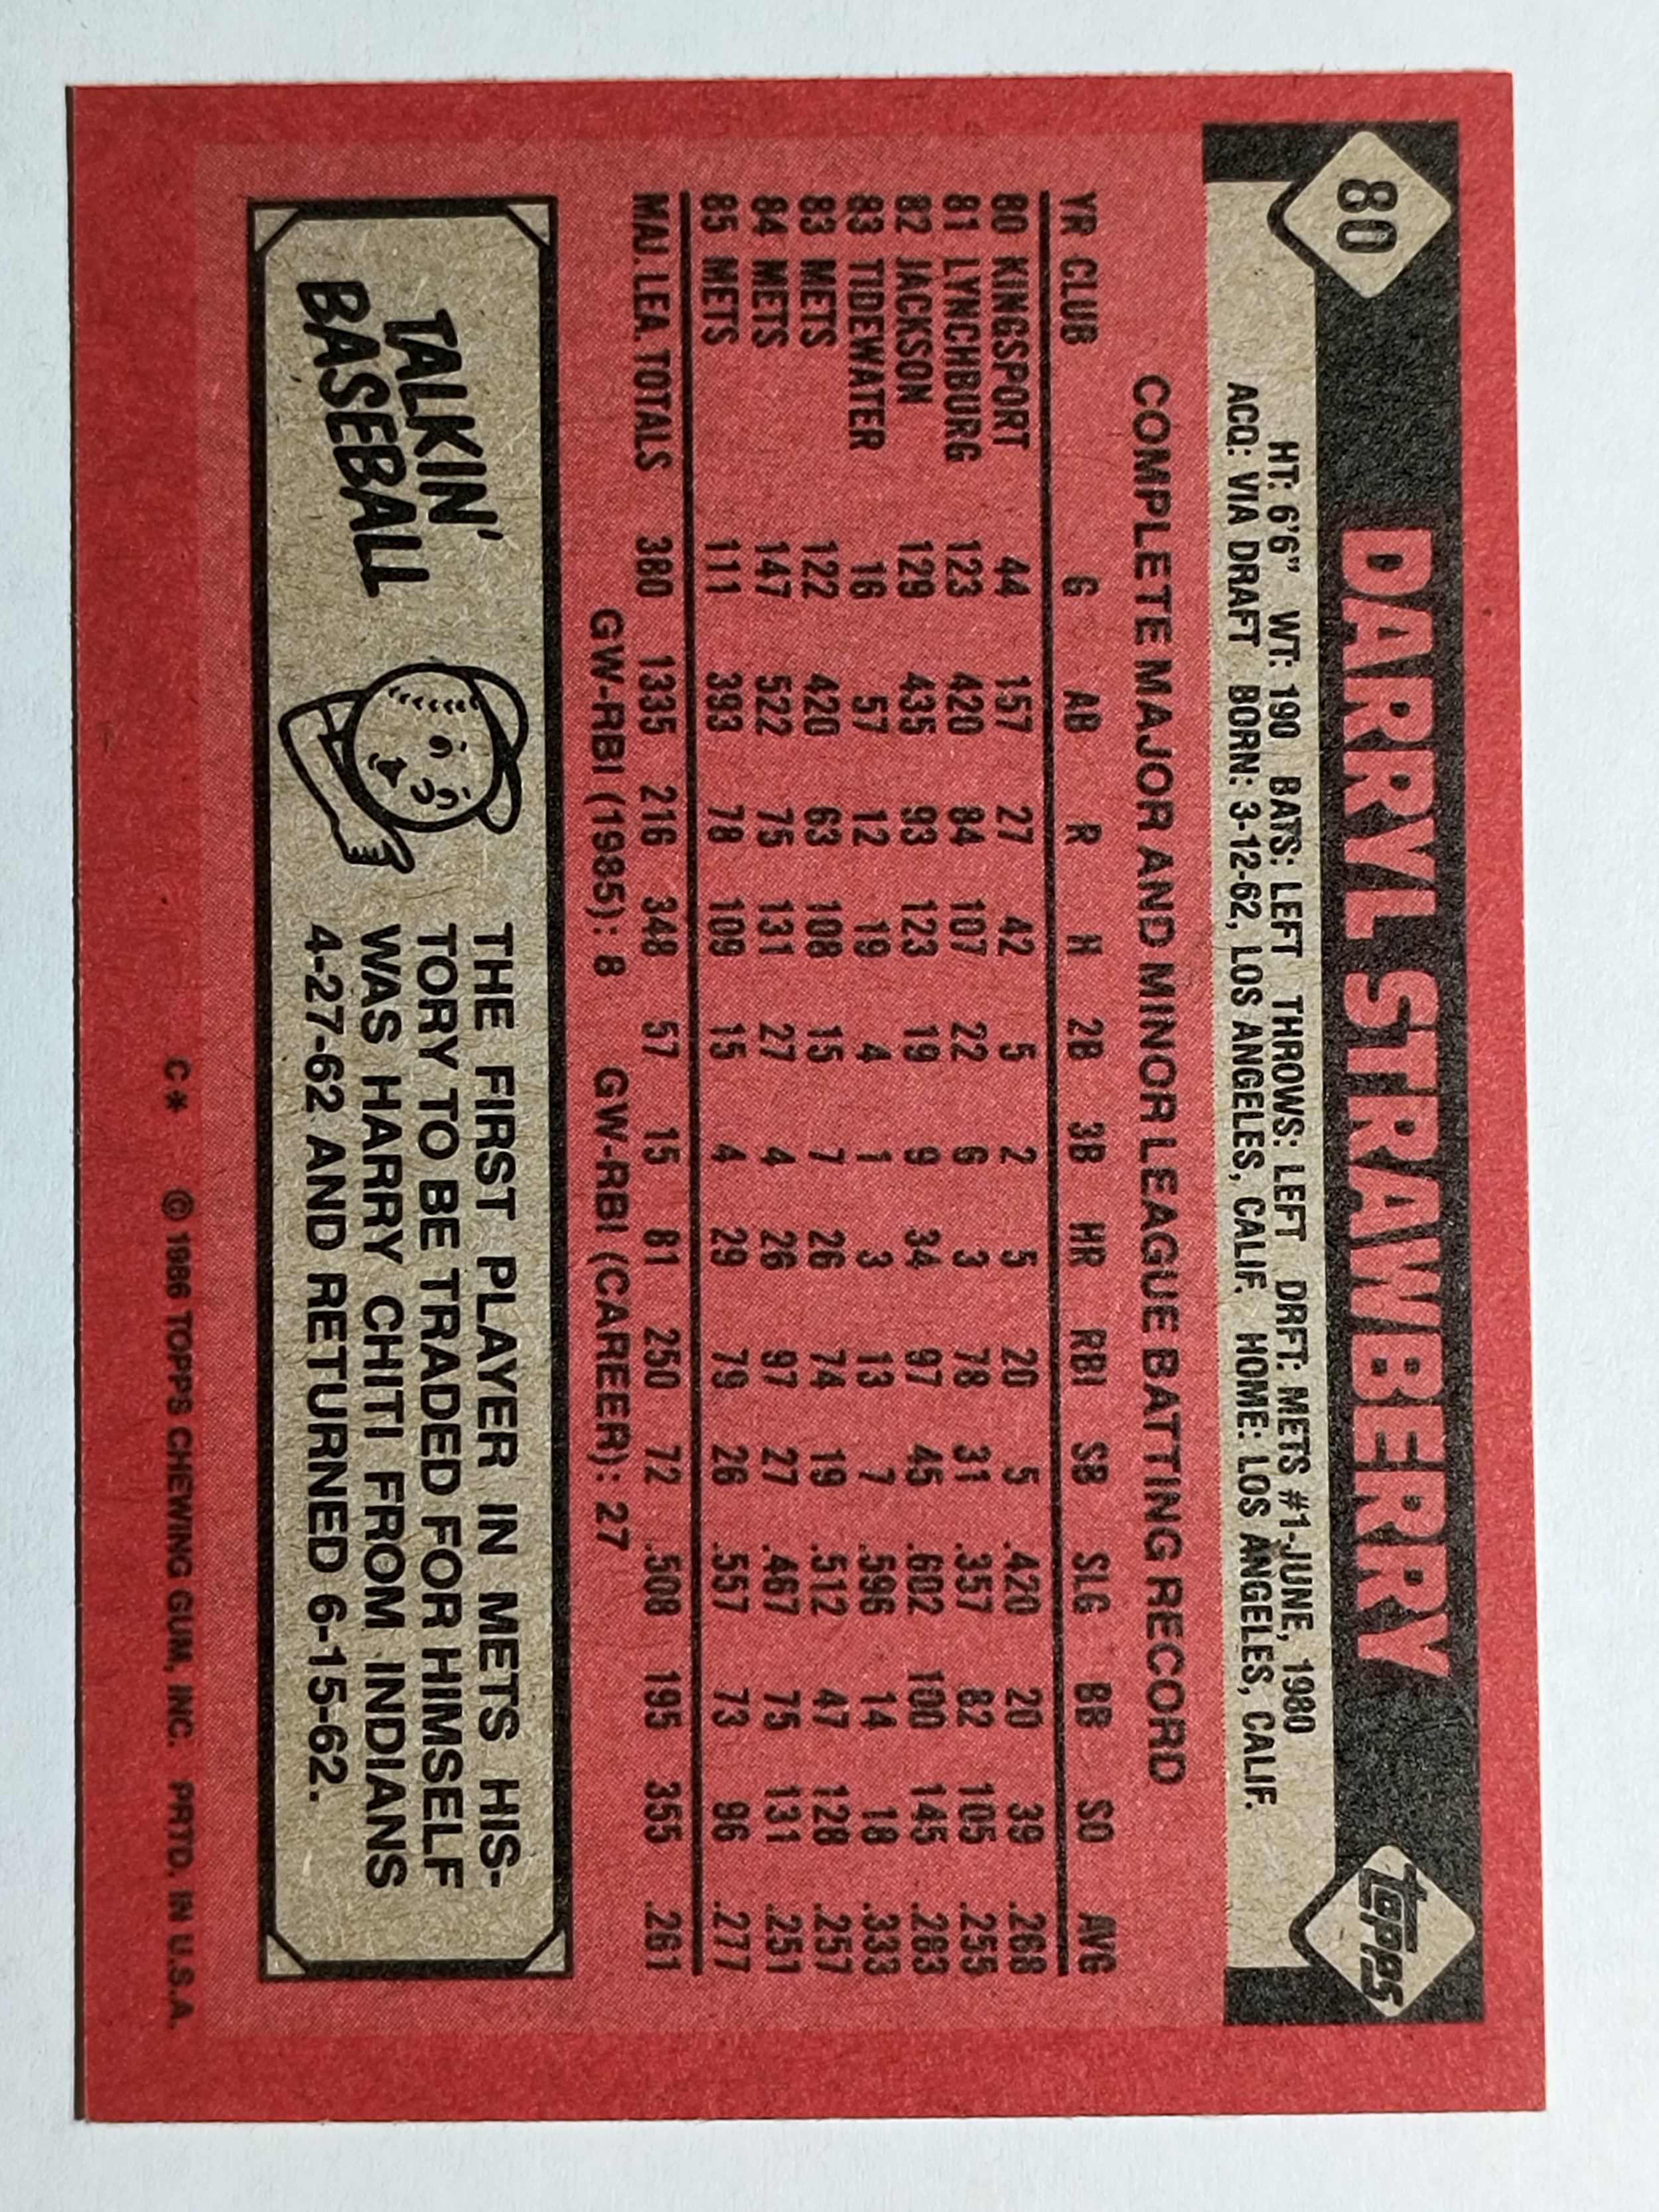 80
DARRYL STRAWBERRY
topps
HT: 6'6" WT: 190 BATS: LEFT THROWS: LEFT DRFT: METS #1-JUNE, 1980
ACQ: VIA DRAFT BORN: 3-12-62, LOS ANGELES, CALIF. HOME: LOS ANGELES, CALIF.
COMPLETE MAJOR AND MINOR LEAGUE BATTING RECORD
YR CLUB G AB R H 2B 3B HR RBI SB SLG BB SO AVG
80 KINGSPORT 44 157 27 42 5 2 5 20 5 .420 20 39 .268
81 LYNCHBURG 123 420 84 107 22 6 3 78 31 .357 82 105 .255
82 JACKSON 129 435 93 123 19 9 34 97 45 .602 100 145 .283
83 TIDEWATER 16 57 12 19 4 1 3 13 7 .596 14 18 .333
83 METS 122 420 63 108 15 7 26 74 19 .512 47 128 .257
84 METS 147 522 75 131 27 4 26 97 27 .467 75 131 .251
85 METS 111 393 78 109 15 4 29 79 26 .557 73 96 .277
MAJ. LEA. TOTALS 380 1335 216 348 57 15 81 250 72 .508 195 355 .261
GW-RBI (1985): 8 GW-RBI (CAREER): 27
TALKIN'
BASEBALL
THE FIRST PLAYER IN METS HIS-
TORY TO BE TRADED FOR HIMSELF
WAS HARRY CHITI FROM INDIANS
4-27-62 AND RETURNED 6-15-62.
C* © 1986 TOPPS CHEWING GUM, INC. PRTD. IN U.S.A.